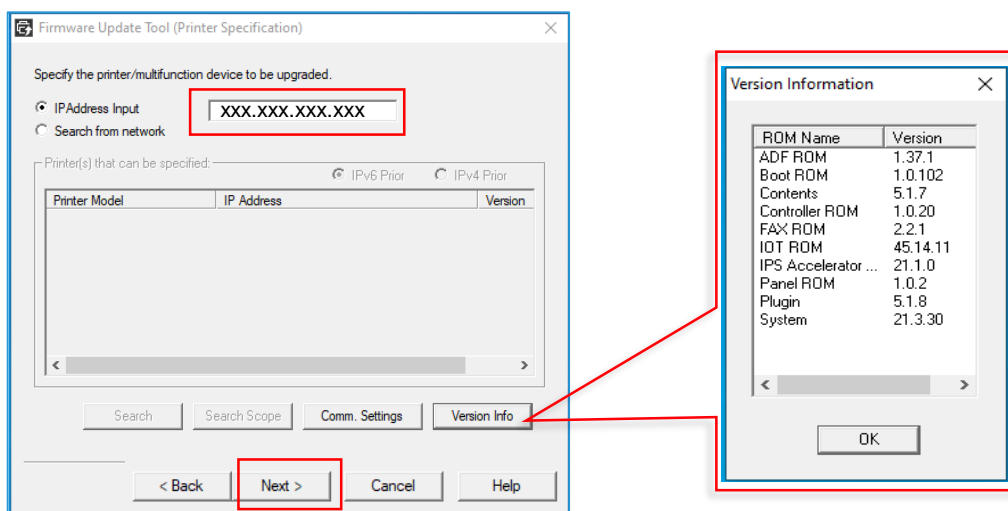 Firmware Update Tool (Printer Specification)
Specify the printer/multifunction device to be upgraded.
IPAddress Input
XXX.XXX.XXX.XXX
Search from network
Printer(s) that can be specified:
IPv6 Prior
IPv4 Prior
Printer Model IP Address Version
Search Search Scope Comm. Settings Version Info
< Back Next > Cancel Help
Version Information
ROM Name Version
ADF ROM 1.37.1
Boot ROM 1.0.102
Contents 5.1.7
Controller ROM 1.0.20
FAX ROM 2.2.1
IOT ROM 45.14.11
IPS Accelerator ... 21.1.0
Panel ROM 1.0.2
Plugin 5.1.8
System 21.3.30
OK